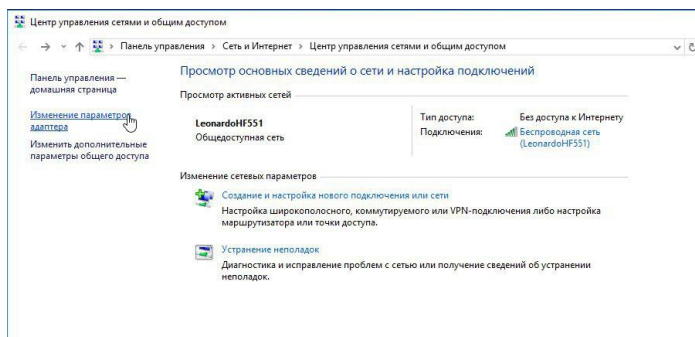 Центр управления сетями и общим доступом
Панель управления > Сеть и Интернет > Центр управления сетями и общим доступом
Панель управления —
домашняя страница
Изменение параметров
адаптера
Изменить дополнительные
параметры общего доступа
Просмотр основных сведений о сети и настройка подключений
Просмотр активных сетей
LeonardoHF551
Общедоступная сеть
Тип доступа: Без доступа к Интернету
Подключения: Беспроводная сеть
(LeonardoHF551)
Изменение сетевых параметров
Создание и настройка нового подключения или сети
Настройка широкополосного, коммутируемого или VPN-подключения либо настройка
маршрутизатора или точки доступа.
Устранение неполадок
Диагностика и исправление проблем с сетью или получение сведений об устранении
неполадок.